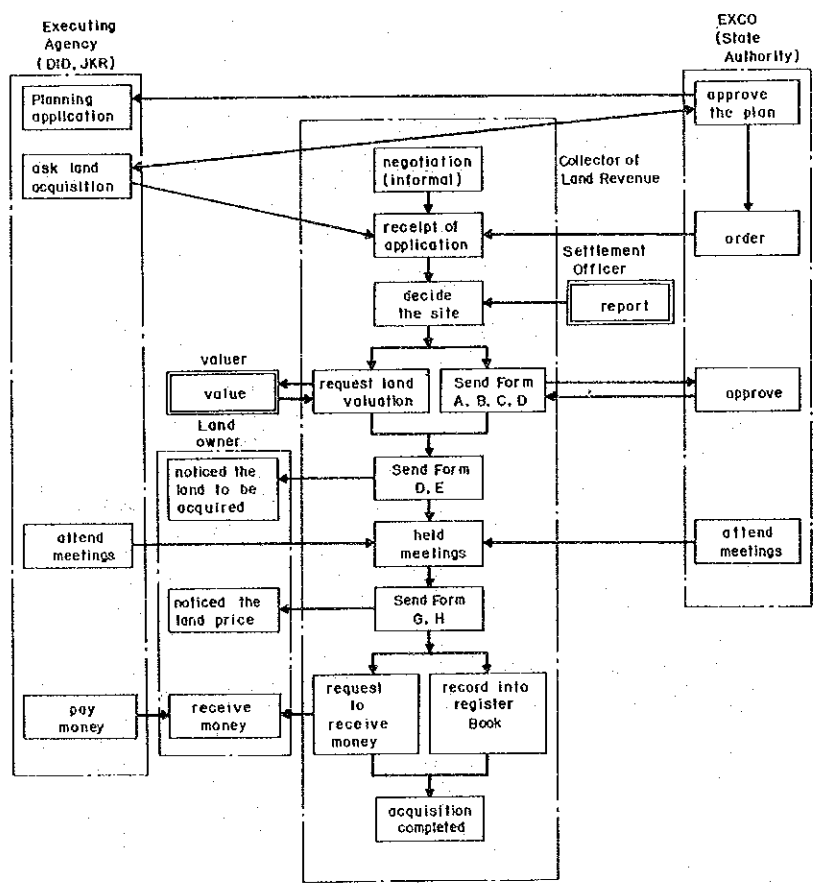 Executing
Agency
(DID, JKR)
EXCO
(State
Authority)
Planning
application
approve
the plan
ask land
acquisition
negotiation
(informal)
Collector of
Land Revenue
receipt of
application
order
Settlement
Officer
decide
the site
report
valuer
value
request land
valuation
Send Form
A, B, C, D
approve
Land
owner
noticed the
land to be
acquired
Send Form
D, E
attend
meetings
held
meetings
attend
meetings
noticed the
land price
Send Form
G, H
pay
money
receive
money
request
to
receive
money
record into
register
Book
acquisition
completed